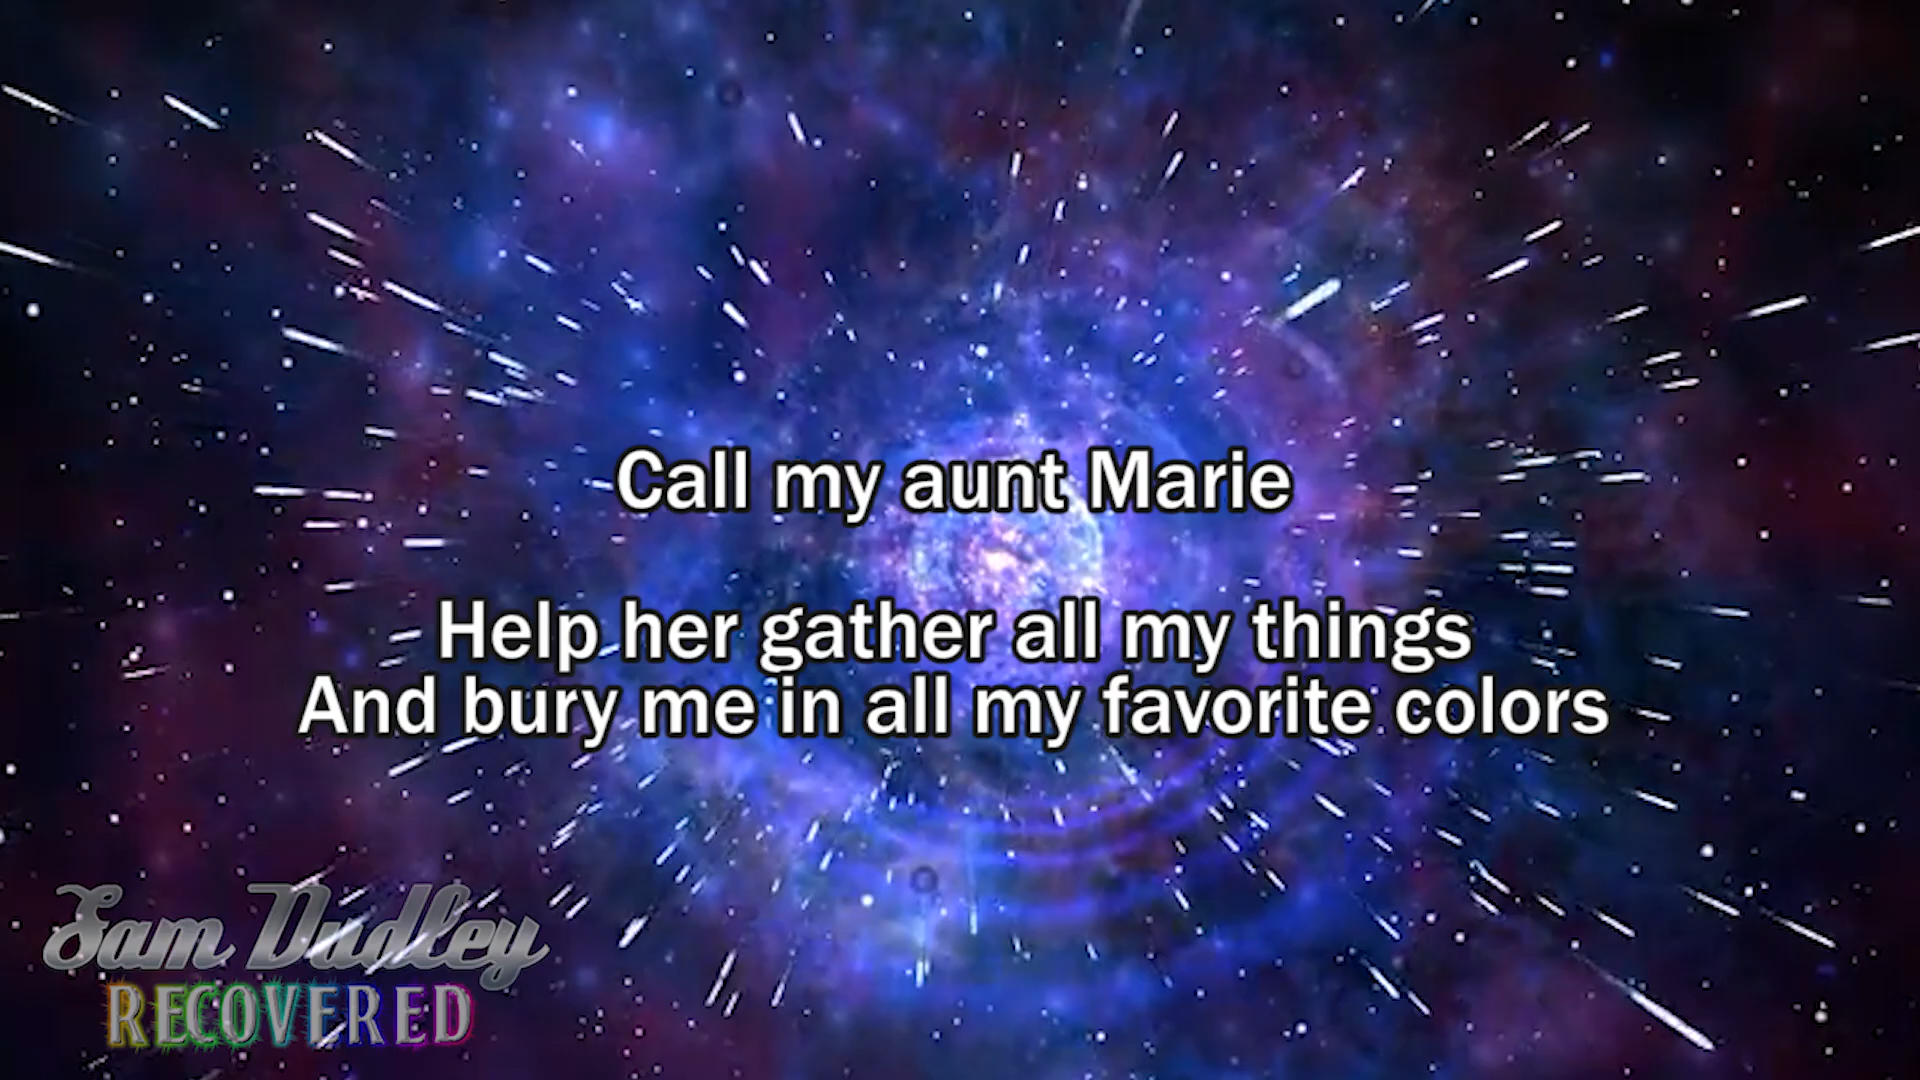 Call my aunt Marie
Help her gather all my things
And bury me in all my favorite colors
Sam Dudley
RECOVERED